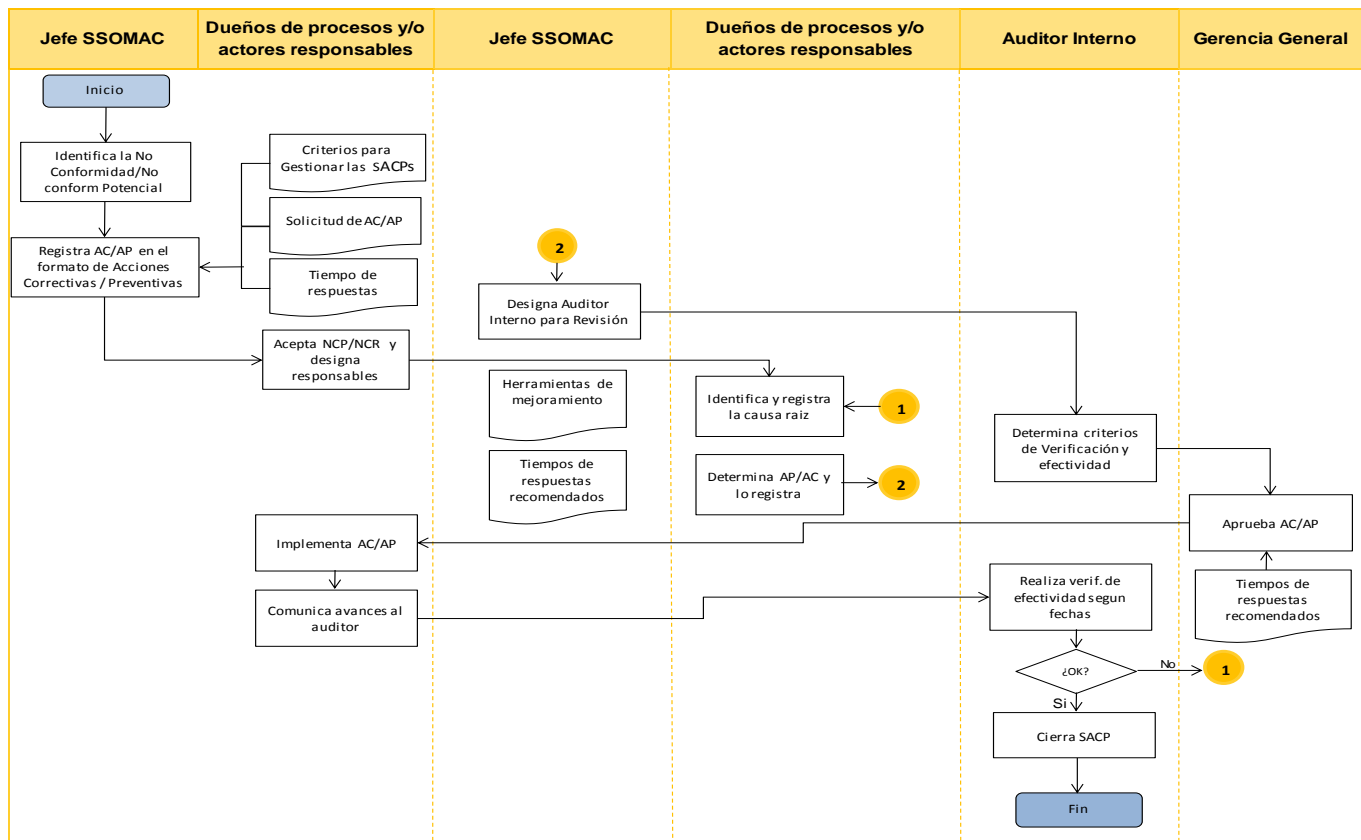 Jefe SSOMAC
Dueños de procesos y/o
actores responsables
Jefe SSOMAC
Dueños de procesos y/o
actores responsables
Auditor Interno
Gerencia General
Inicio
Identifica la No
Conformidad/No
conform Potencial
Criterios para
Gestionar las SACPs
Solicitud de AC/AP
Registra AC/AP en el
formato de Acciones
Correctivas / Preventivas
Tiempo de
respuestas
2
Designa Auditor
Interno para Revisión
Acepta NCP/NCR y
designa
responsables
Herramientas de
mejoramiento
Identifica y registra
la causa raiz
1
Determina criterios
de Verificación y
efectividad
Tiempos de
respuestas
recomendados
Determina AP/AC y
lo registra
2
Aprueba AC/AP
Implementa AC/AP
Realiza verif. de
efectividad segun
fechas
Tiempos de
respuestas
recomendados
Comunica avances al
auditor
¿OK?
No
1
Si
Cierra SACP
Fin